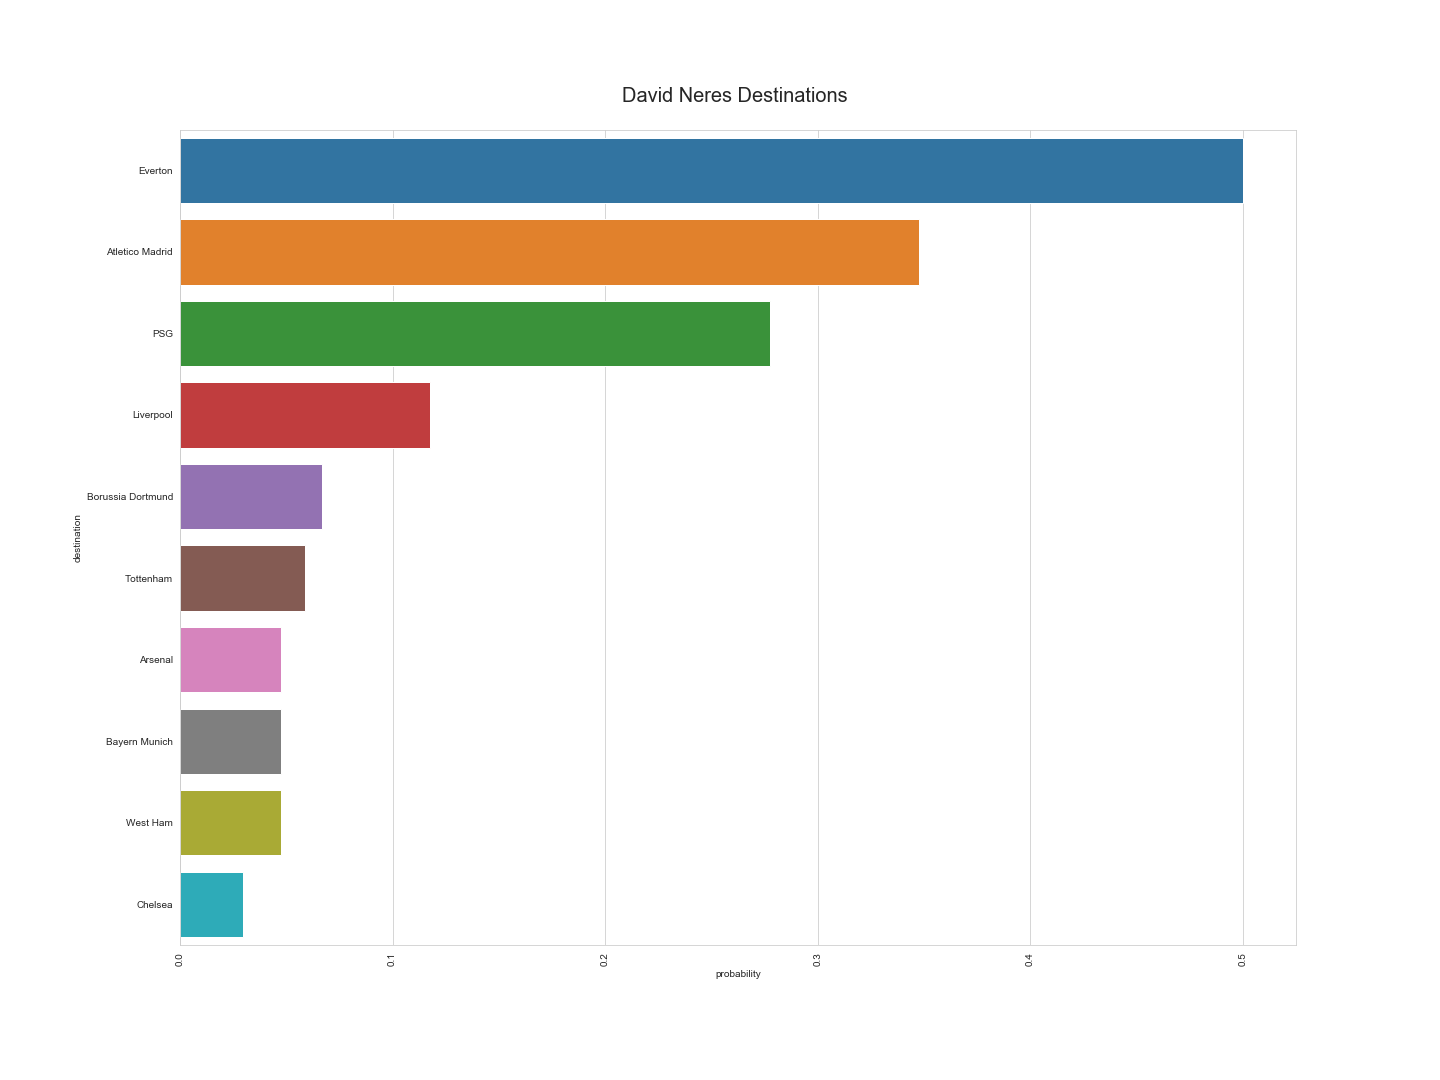 David Neres Destinations
Everton
Atletico Madrid
PSG
Liverpool
Borussia Dortmund
destination
Tottenham
Arsenal
Bayern Munich
West Ham
Chelsea
0.0
0.1
0.2
0.3
0.4
0.5
probability